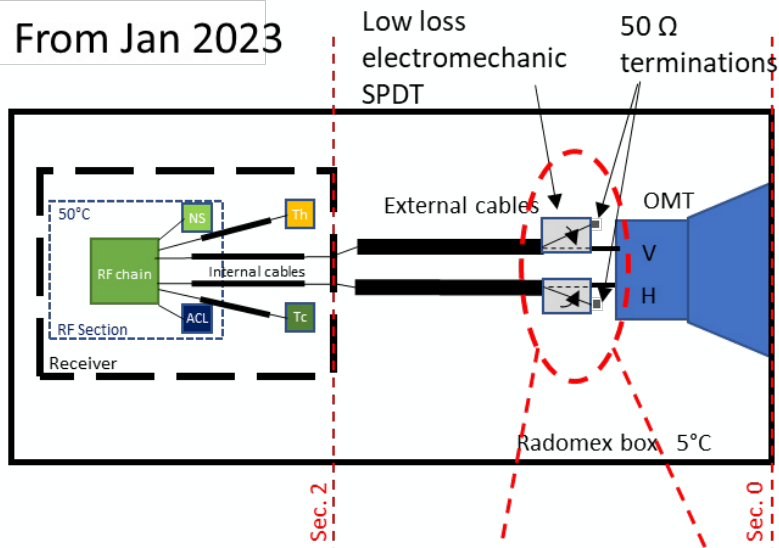 From Jan 2023
Low loss
electromechanic
SPDT
50 Ω
terminations
50°C
NS
Th
External cables
OMT
RF chain
Internal cables
V
H
RF Section
ACL
Tc
Receiver
Radomex box 5°C
Sec. 2
Sec. 0